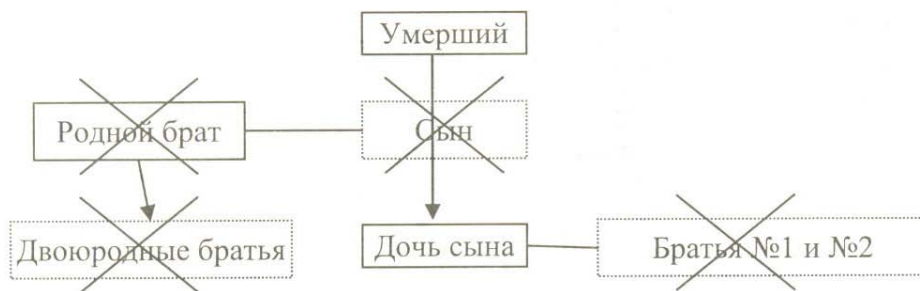 Умерший
Родной брат
Сын
Двоюродные братья
Дочь сына
Братья №1 и №2